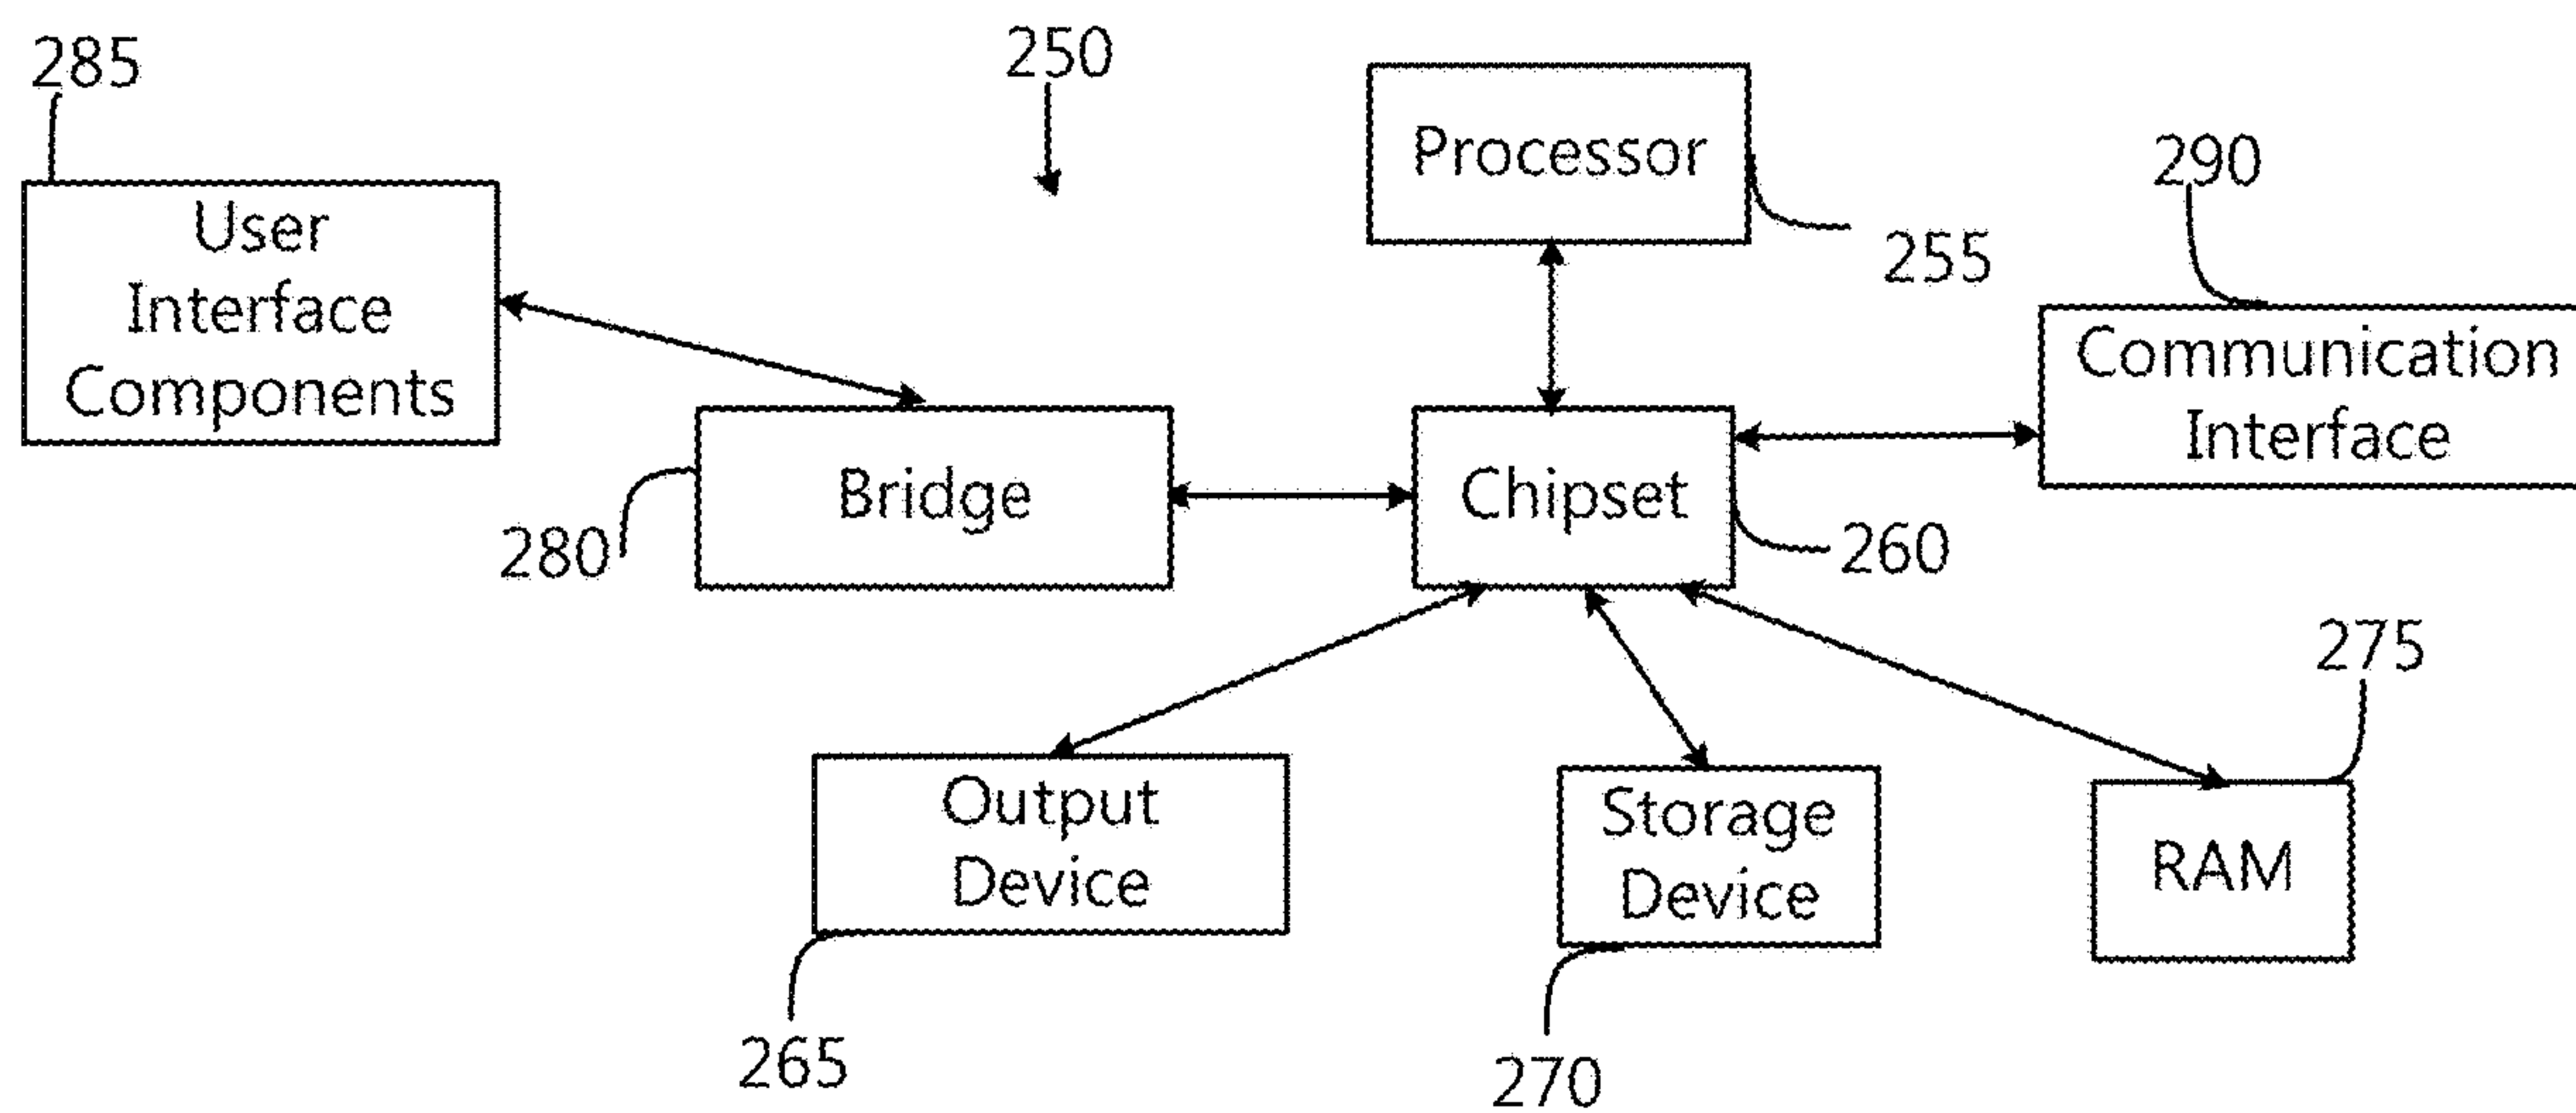 285
250
Processor
290
User
Interface
Components
255
Communication
Interface
Bridge
Chipset
280
260
275
Output
Device
Storage
Device
RAM
265
270